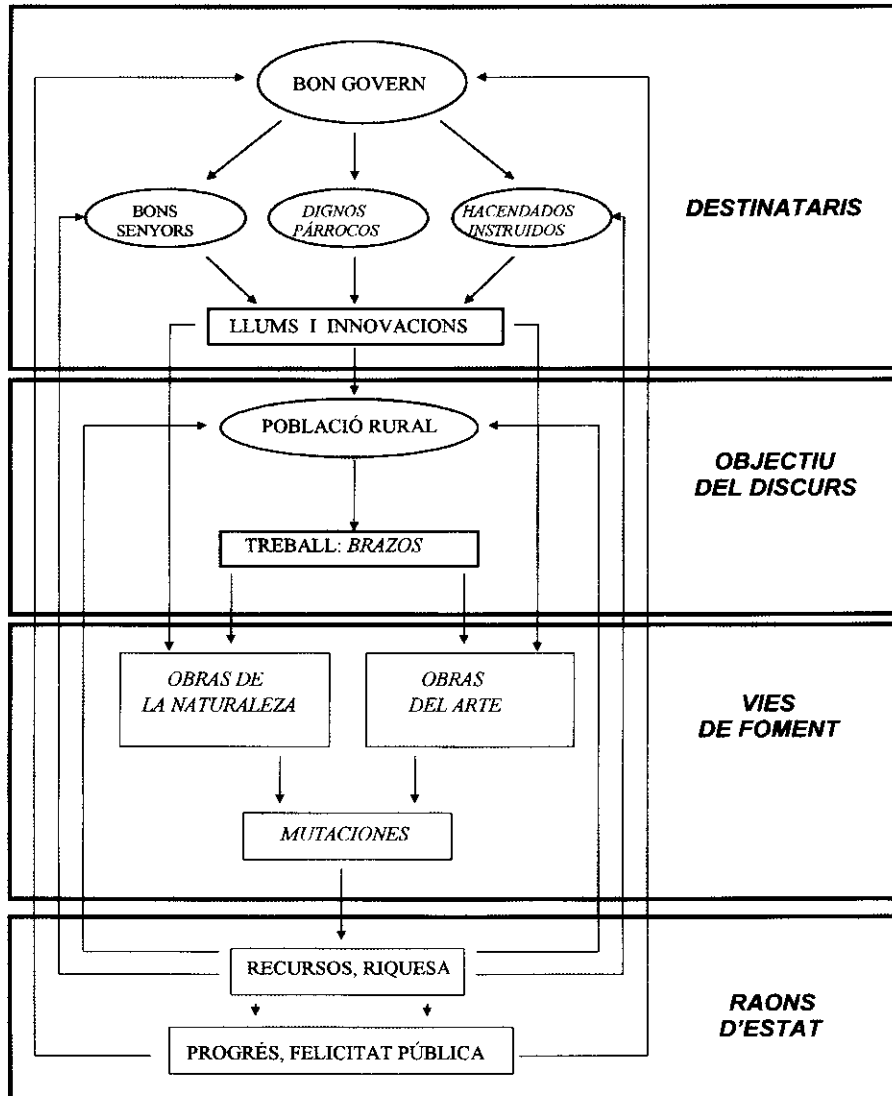 BON GOVERN
BONS
SENYORS
DIGNOS
PÁRROCOS
HACENDADOS
INSTRUIDOS
DESTINATARIS
LLUMS I INNOVACIONS
POBLACIÓ RURAL
OBJECTIU
DEL DISCURS
TREBALL: BRAZOS
OBRAS DE
LA NATURALEZA
OBRAS
DEL ARTE
VIES
DE FOMENT
MUTACIONES
RECURSOS, RIQUESA
RAONS
D'ESTAT
PROGRÉS, FELICITAT PÚBLICA